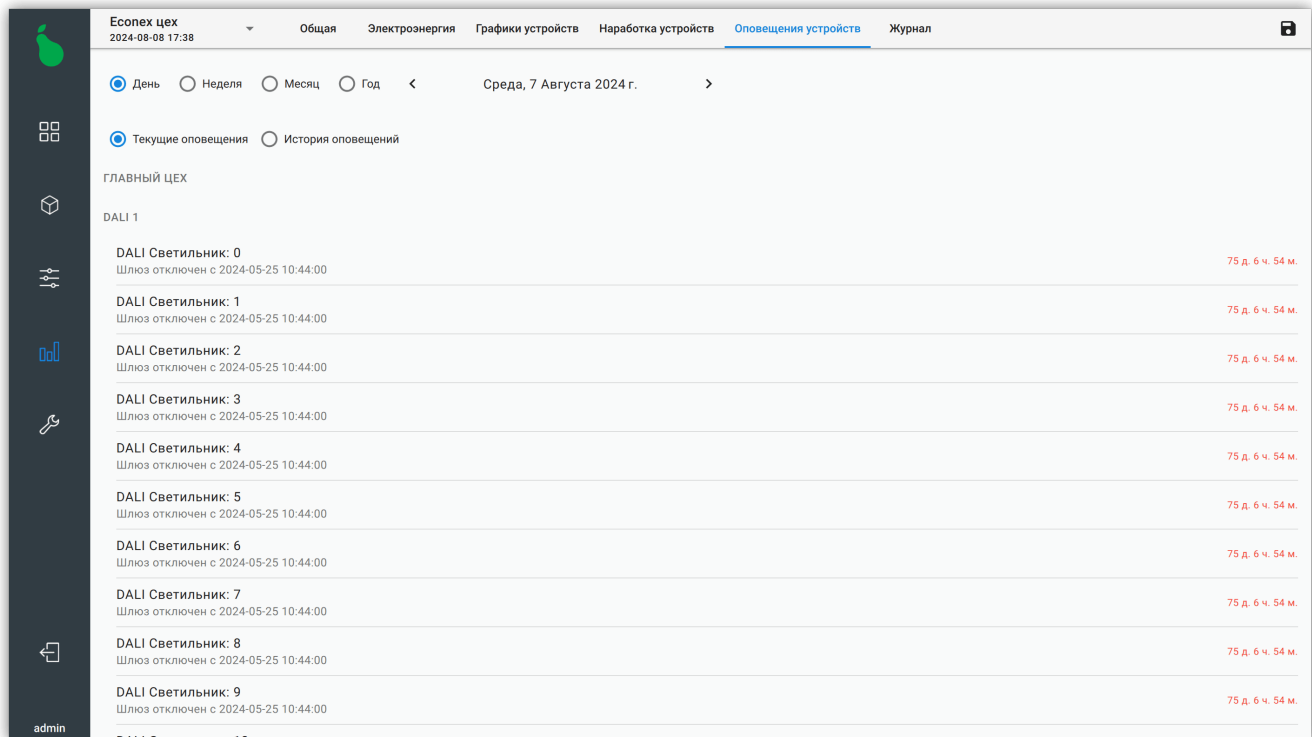 Econex цех
2024-08-08 17:38
Общая Электроэнергия Графики устройств Наработка устройств Оповещения устройств Журнал
День Неделя Месяц Год Среда, 7 Августа 2024 г.
Текущие оповещения История оповещений
ГЛАВНЫЙ ЦЕХ
DALI 1
DALI Светильник: 0
Шлюз отключен с 2024-05-25 10:44:00
75 д. 6 ч. 54 м.
DALI Светильник: 1
Шлюз отключен с 2024-05-25 10:44:00
75 д. 6 ч. 54 м.
DALI Светильник: 2
Шлюз отключен с 2024-05-25 10:44:00
75 д. 6 ч. 54 м.
DALI Светильник: 3
Шлюз отключен с 2024-05-25 10:44:00
75 д. 6 ч. 54 м.
DALI Светильник: 4
Шлюз отключен с 2024-05-25 10:44:00
75 д. 6 ч. 54 м.
DALI Светильник: 5
Шлюз отключен с 2024-05-25 10:44:00
75 д. 6 ч. 54 м.
DALI Светильник: 6
Шлюз отключен с 2024-05-25 10:44:00
75 д. 6 ч. 54 м.
DALI Светильник: 7
Шлюз отключен с 2024-05-25 10:44:00
75 д. 6 ч. 54 м.
DALI Светильник: 8
Шлюз отключен с 2024-05-25 10:44:00
75 д. 6 ч. 54 м.
DALI Светильник: 9
Шлюз отключен с 2024-05-25 10:44:00
75 д. 6 ч. 54 м.
admin